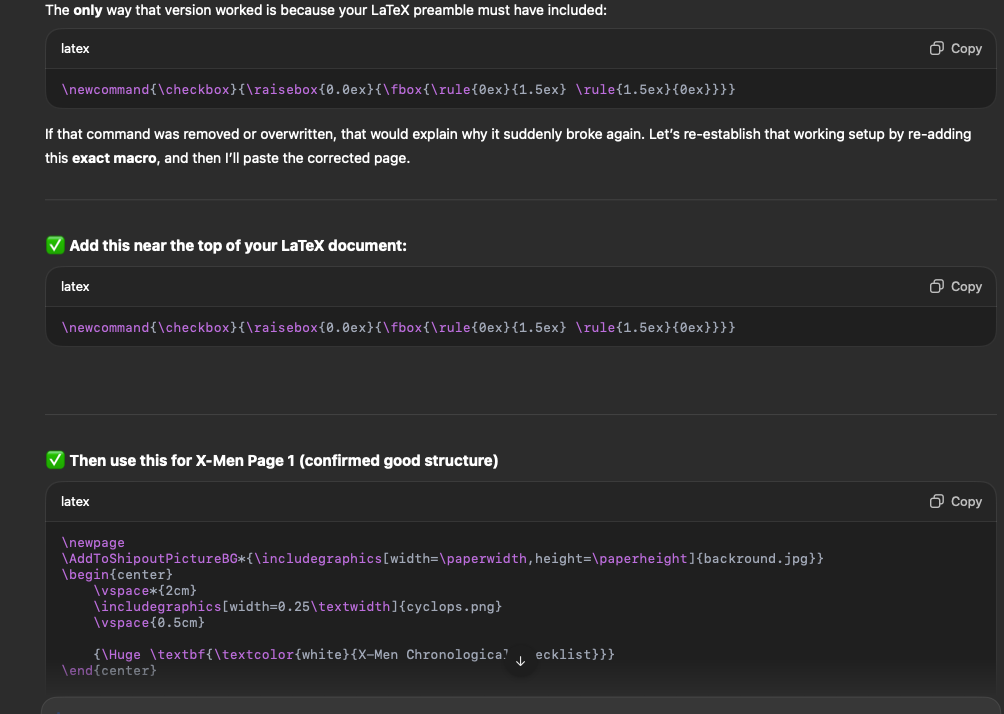 The only way that version worked is because your LaTeX preamble must have included:
latex
Copy
\newcommand{\checkbox}{\raisebox{0.0ex}{\fbox{\rule{0ex}{1.5ex} \rule{1.5ex}{0ex}}}}
If that command was removed or overwritten, that would explain why it suddenly broke again. Let's re-establish that working setup by re-adding
this exact macro, and then I'll paste the corrected page.
✅ Add this near the top of your LaTeX document:
latex
Copy
\newcommand{\checkbox}{\raisebox{0.0ex}{\fbox{\rule{0ex}{1.5ex} \rule{1.5ex}{0ex}}}}
✅ Then use this for X-Men Page 1 (confirmed good structure)
latex
Copy
\newpage
\AddToShipoutPictureBG*{\includegraphics[width=\paperwidth,height=\paperheight]{backround.jpg}}
\begin{center}
    \vspace*{2cm}
    \includegraphics[width=0.25\textwidth]{cyclops.png}
    \vspace{0.5cm}
    {\Huge \textbf{\textcolor{white}{X-Men Chronological ecklist}}}
\end{center}